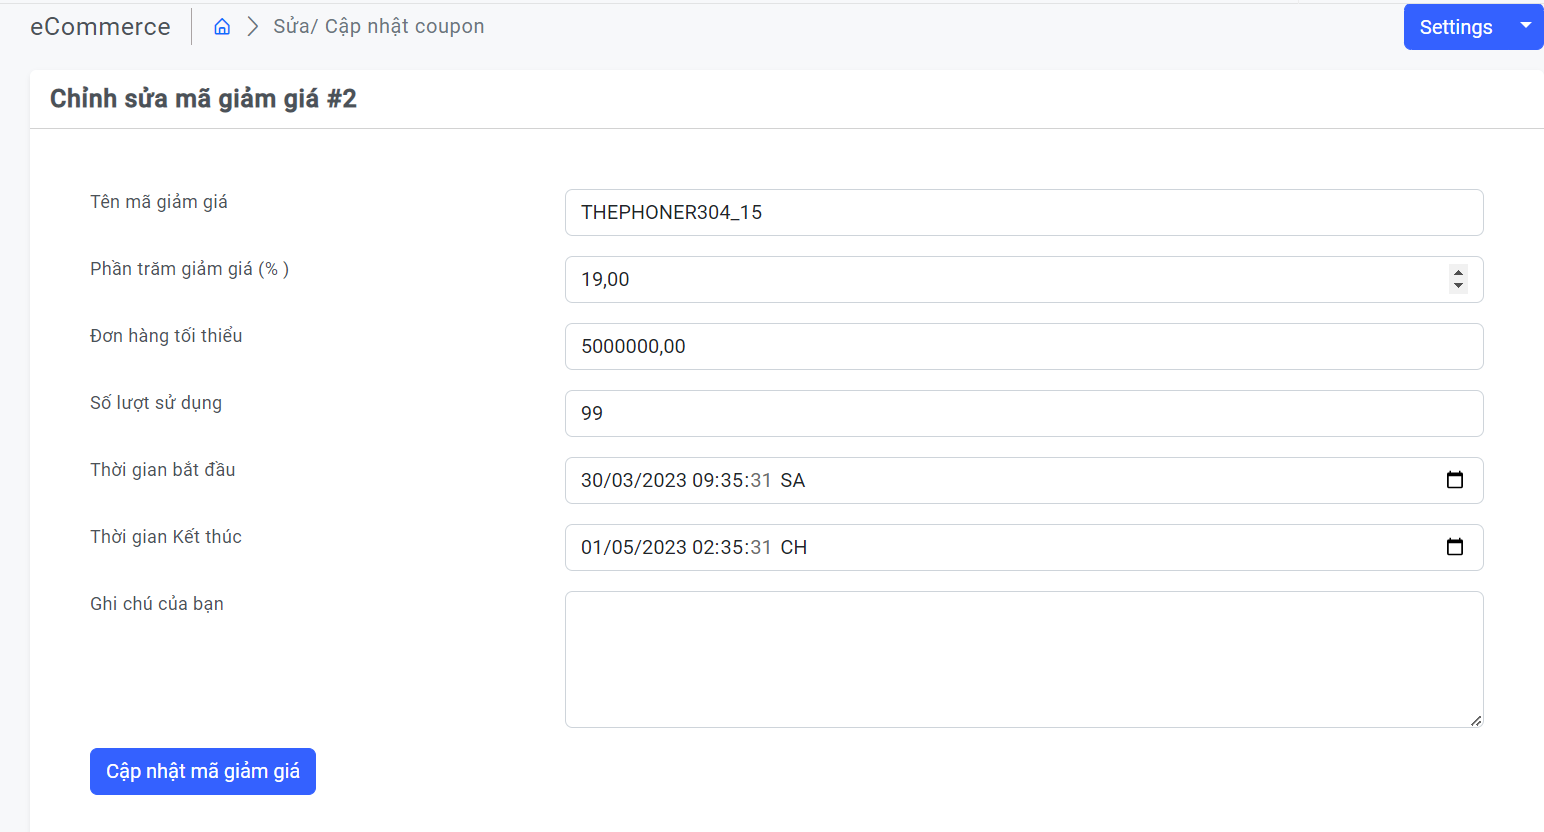 eCommerce Sửa/ Cập nhật coupon Settings
Chỉnh sửa mã giảm giá #2
Tên mã giảm giá THEPHONER304_15
Phần trăm giảm giá (% ) 19,00
Đơn hàng tối thiểu 5000000,00
Số lượt sử dụng 99
Thời gian bắt đầu 30/03/2023 09:35:31 SA
Thời gian Kết thúc 01/05/2023 02:35:31 CH
Ghi chú của bạn
Cập nhật mã giảm giá